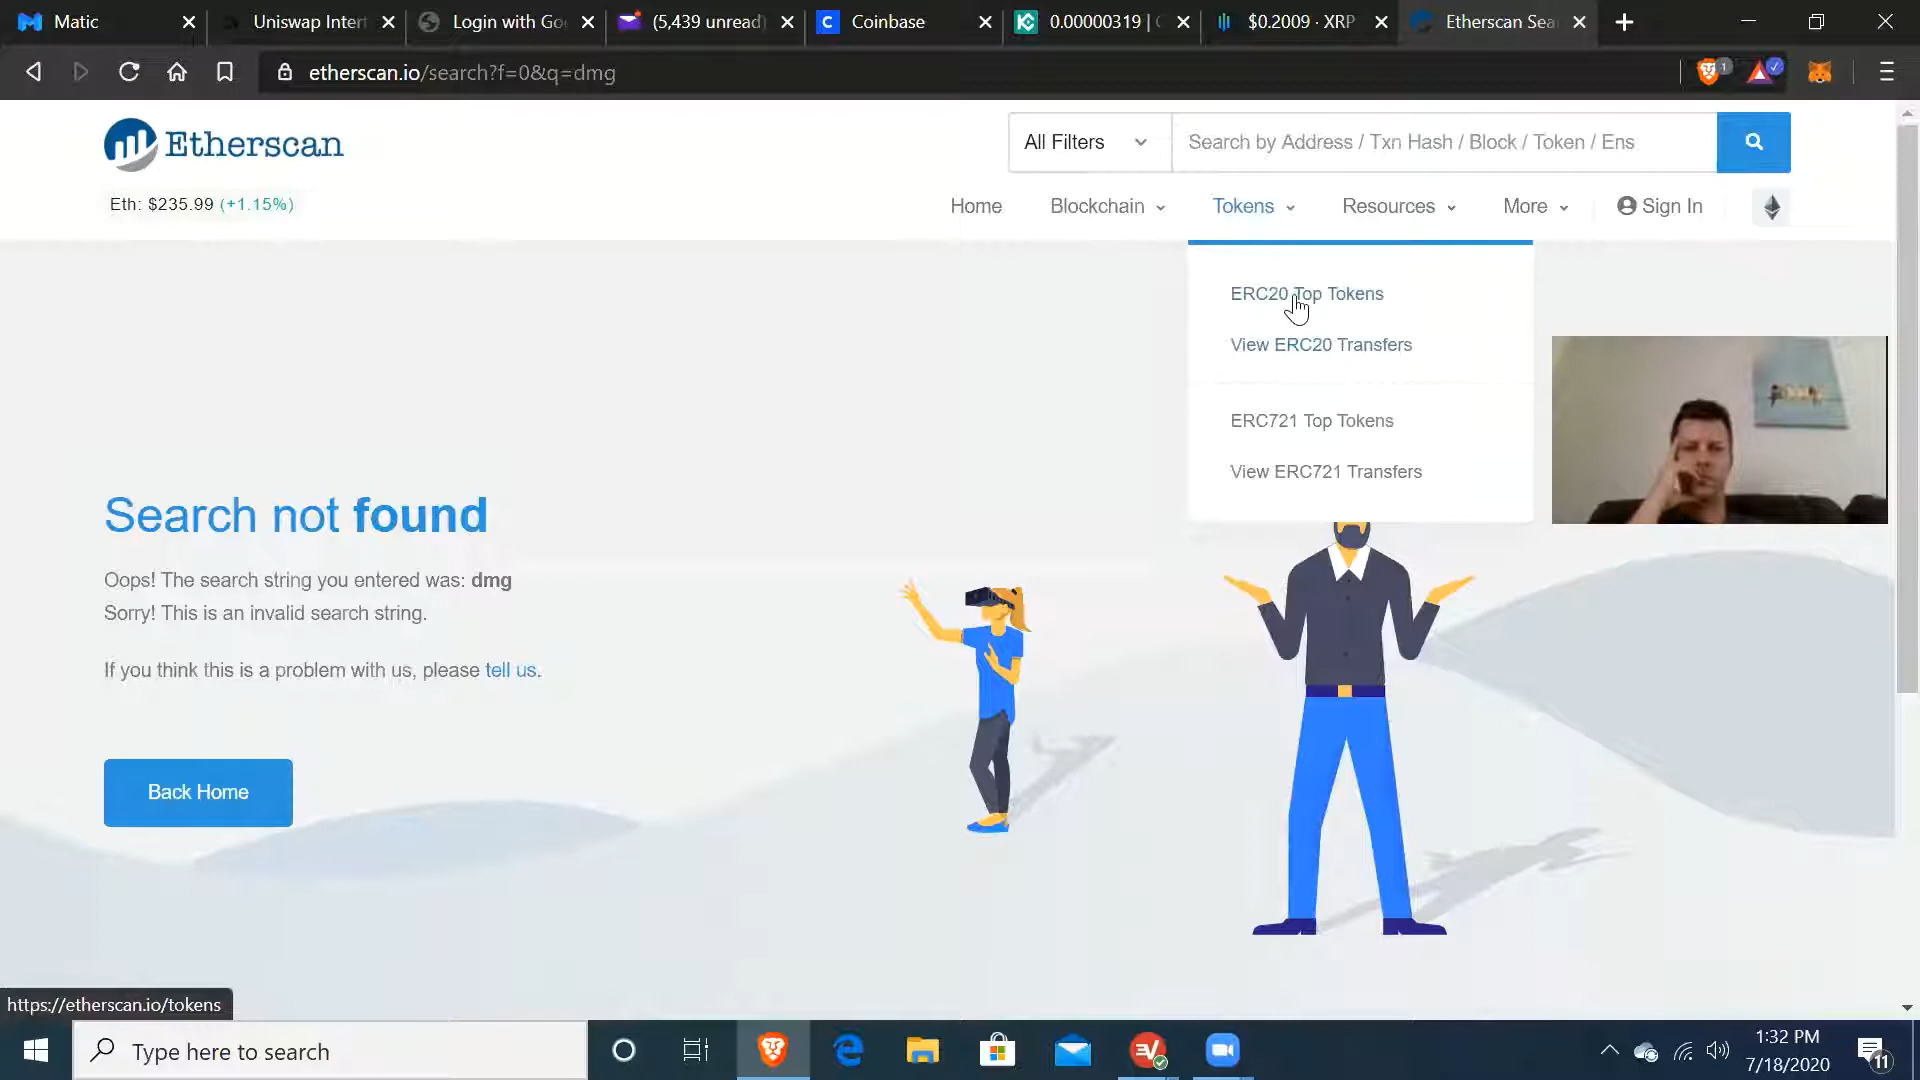 Matic
Uniswap Inter
Login with Go
(5,439 unread)
Coinbase
0.00000319 |
$0.2009 · XRP
Etherscan Sea
etherscan.io/search?f=0&q=dmg
1
Etherscan
All Filters
Search by Address / Txn Hash / Block / Token / Ens
Eth: $235.99 (+1.15%)
Home
Blockchain
Tokens
Resources
More
Sign In
ERC20 Top Tokens
View ERC20 Transfers
ERC721 Top Tokens
View ERC721 Transfers
Search not found
Oops! The search string you entered was: dmg
Sorry! This is an invalid search string.
If you think this is a problem with us, please tell us.
Back Home
https://etherscan.io/tokens
Type here to search
1:32 PM
7/18/2020
11